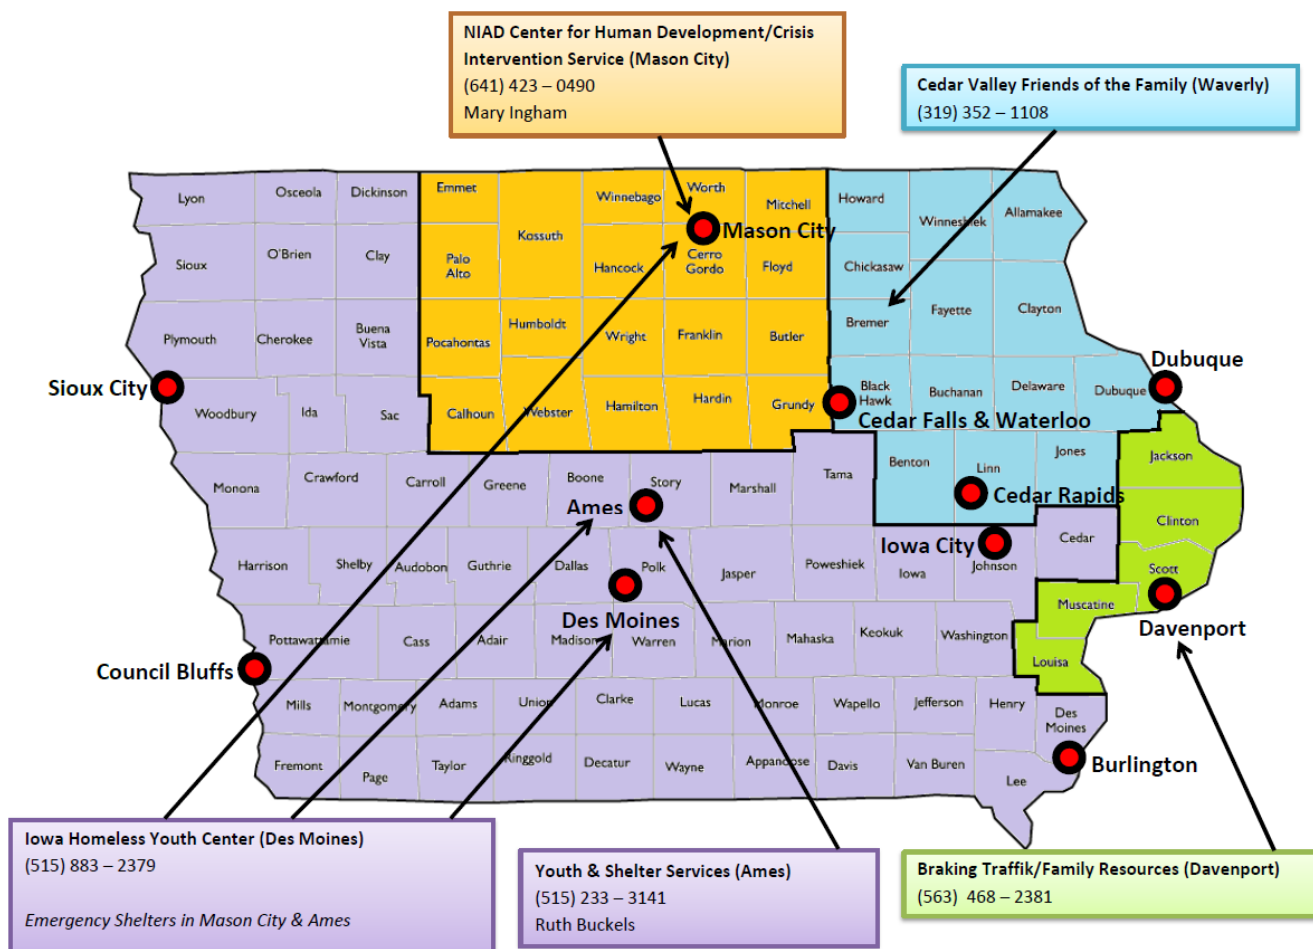 NIAD Center for Human Development/Crisis
Intervention Service (Mason City)
(641) 423 – 0490
Mary Ingham
Cedar Valley Friends of the Family (Waverly)
(319) 352 – 1108
Lyon
Osceola
Dickinson
Emmet
Winnebago
Worth
Mitchell
Howard
Winneshiek
Allamakee
Kossuth
Mason City
Sioux
O'Brien
Clay
Palo
Alto
Hancock
Cerro
Gordo
Floyd
Chickasaw
Plymouth
Cherokee
Buena
Vista
Pocahontas
Humboldt
Wright
Franklin
Butler
Bremer
Fayette
Clayton
Dubuque
Sioux City
Woodbury
Ida
Sac
Calhoun
Webster
Hamilton
Hardin
Grundy
Black
Hawk
Buchanan
Delaware
Dubuque
Cedar Falls & Waterloo
Monona
Crawford
Carroll
Greene
Boone
Story
Marshall
Tama
Benton
Linn
Jones
Jackson
Ames
Cedar Rapids
Clinton
Harrison
Shelby
Audobon
Guthrie
Dallas
Polk
Jasper
Poweshiek
Iowa City
Iowa
Johnson
Cedar
Scott
Des Moines
Muscatine
Davenport
Pottawattamie
Cass
Adair
Madison
Warren
Marion
Mahaska
Keokuk
Washington
Louisa
Council Bluffs
Mills
Montgomery
Adams
Union
Clarke
Lucas
Monroe
Wapello
Jefferson
Henry
Des
Moines
Fremont
Page
Taylor
Ringgold
Decatur
Wayne
Appanoose
Davis
Van Buren
Lee
Burlington
Iowa Homeless Youth Center (Des Moines)
(515) 883 – 2379
Emergency Shelters in Mason City & Ames
Youth & Shelter Services (Ames)
(515) 233 – 3141
Ruth Buckels
Braking Traffik/Family Resources (Davenport)
(563) 468 – 2381